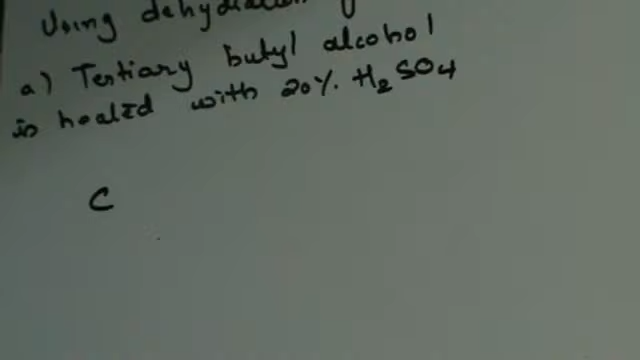 Using dehydration
a) Tertiary butyl alcohol
is heated with 20% H₂SO₄
C